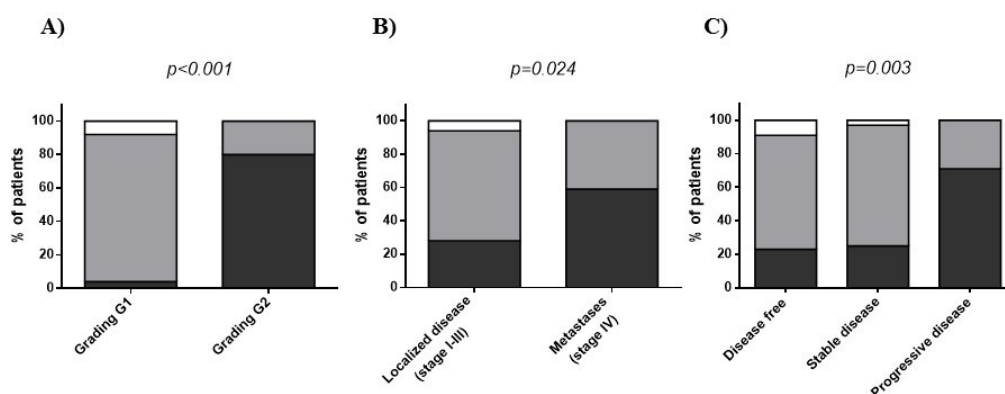 A)
p<0.001
% of patients
100
80
60
40
20
0
Grading G1
Grading G2
B)
p=0.024
% of patients
100
80
60
40
20
0
Localized disease
(stage I-III)
Metastases
(stage IV)
C)
p=0.003
% of patients
100
80
60
40
20
0
Disease free
Stable disease
Progressive disease